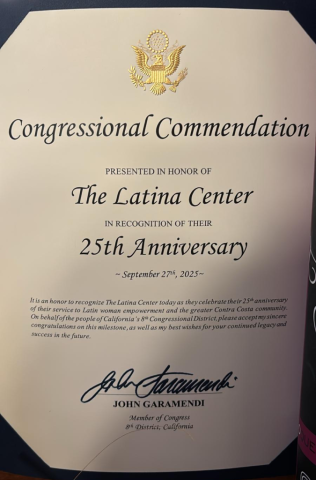 Congressional Commendation
PRESENTED IN HONOR OF
The Latina Center
IN RECOGNITION OF THEIR
25th Anniversary
~ September 27th, 2025~
It is an honor to recognize The Latina Center today as they celebrate their 25th anniversary
of their service to Latin woman empowerment and the greater Contra Costa community.
On behalf of the people of California's 8th Congressional District, please accept my sincere
congratulations on this milestone, as well as my best wishes for your continued legacy and
success in the future.
John Garamendi
JOHN GARAMENDI
Member of Congress
8th District, California